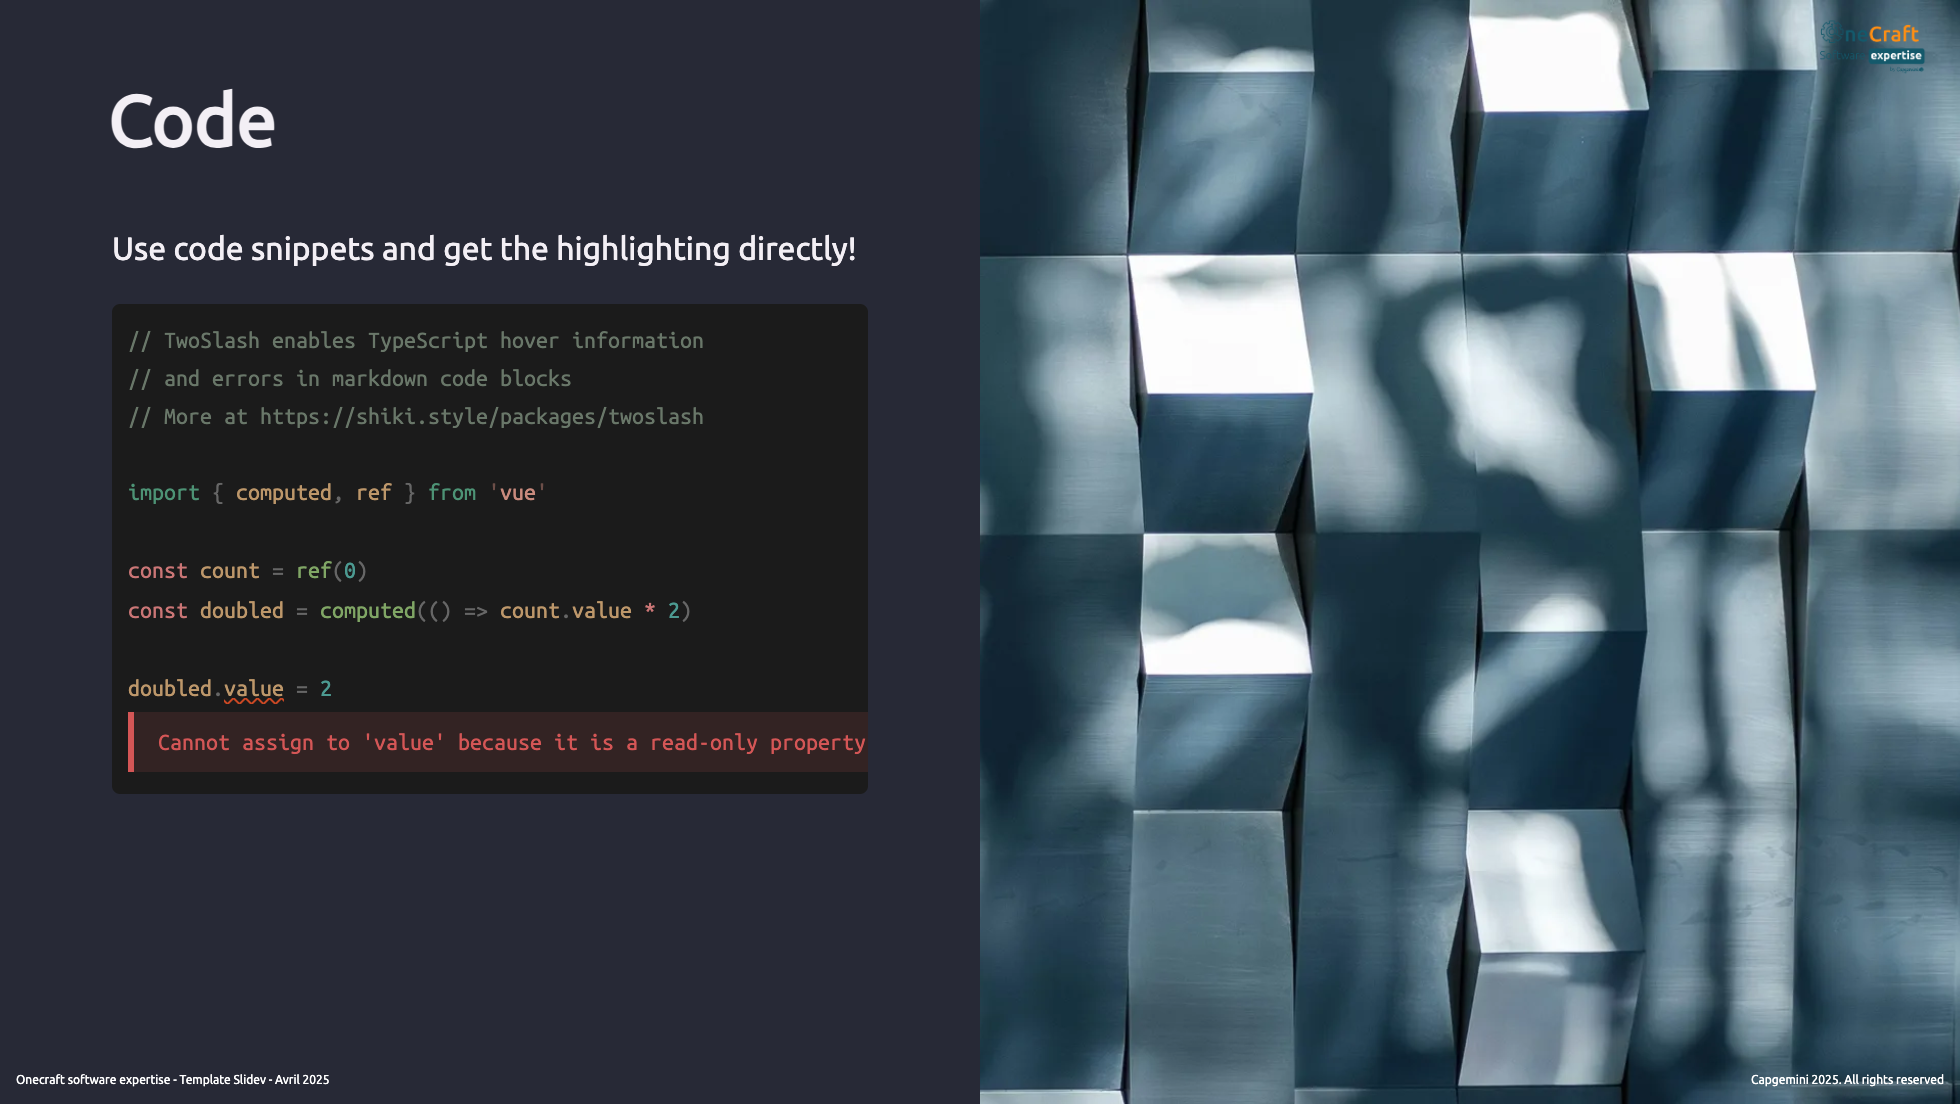 Code
Use code snippets and get the highlighting directly!
// TwoSlash enables TypeScript hover information
// and errors in markdown code blocks
// More at https://shiki.style/packages/twoslash
import { computed, ref } from 'vue'
const count = ref(0)
const doubled = computed(() => count.value * 2)
doubled.value = 2
Cannot assign to 'value' because it is a read-only property
neCraft
Software expertise
Onecraft software expertise - Template Slidev - Avril 2025
Capgemini 2025. All rights reserved